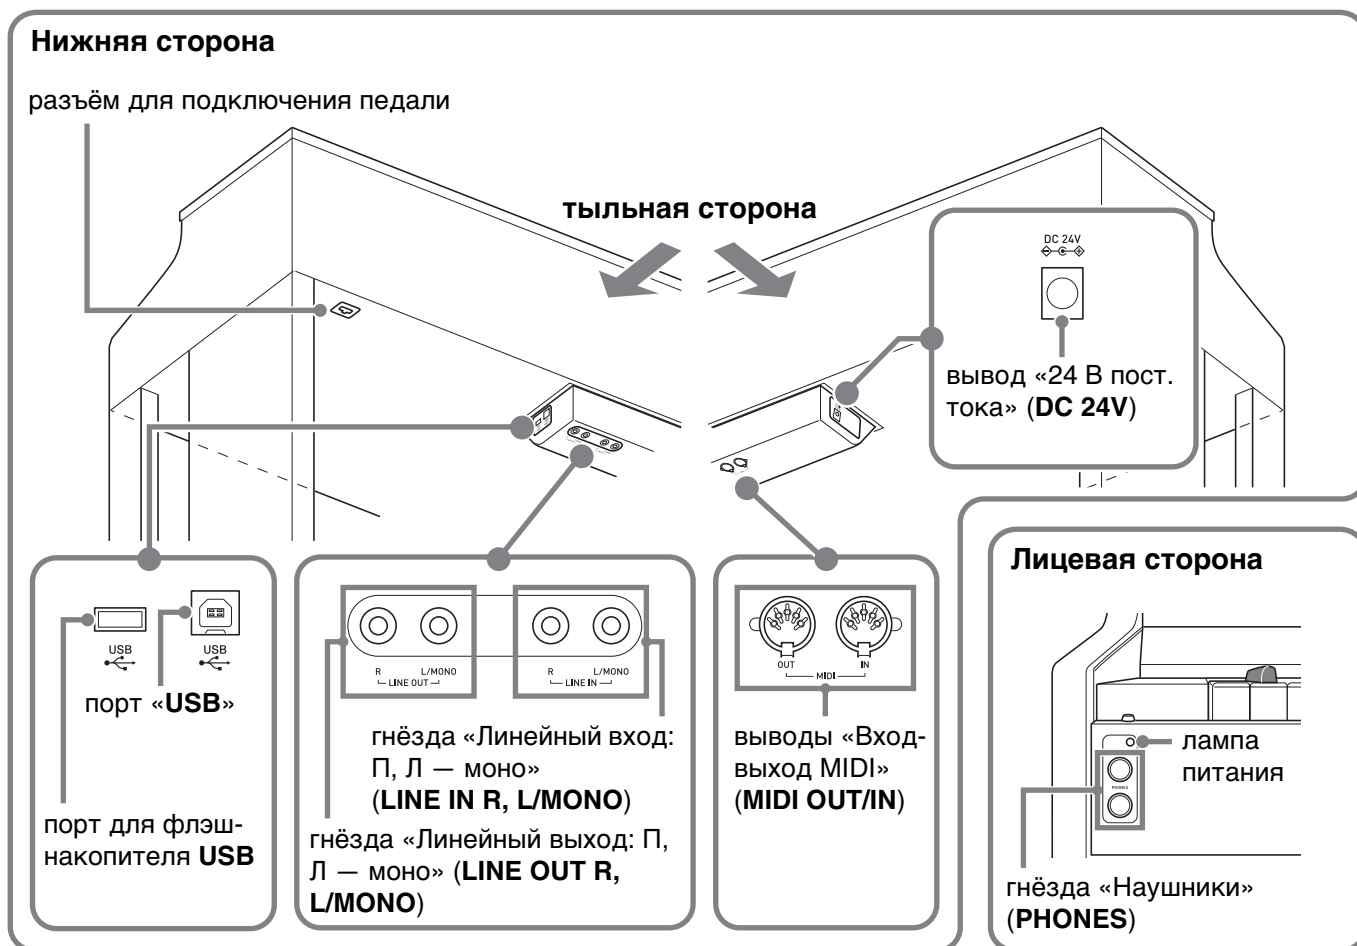 Нижняя сторона
разъём для подключения педали
тыльная сторона
DC 24V
вывод «24 В пост.
тока» (DC 24V)
USB
USB
порт «USB»
порт для флэш-
накопителя USB
R L/MONO
LINE OUT
R L/MONO
LINE IN
гнёзда «Линейный вход:
П, Л — моно»
(LINE IN R, L/MONO)
гнёзда «Линейный выход: П,
Л — моно» (LINE OUT R,
L/MONO)
OUT IN
MIDI
выводы «Вход-
выход MIDI»
(MIDI OUT/IN)
Лицевая сторона
лампа
питания
PHONES
гнёзда «Наушники»
(PHONES)